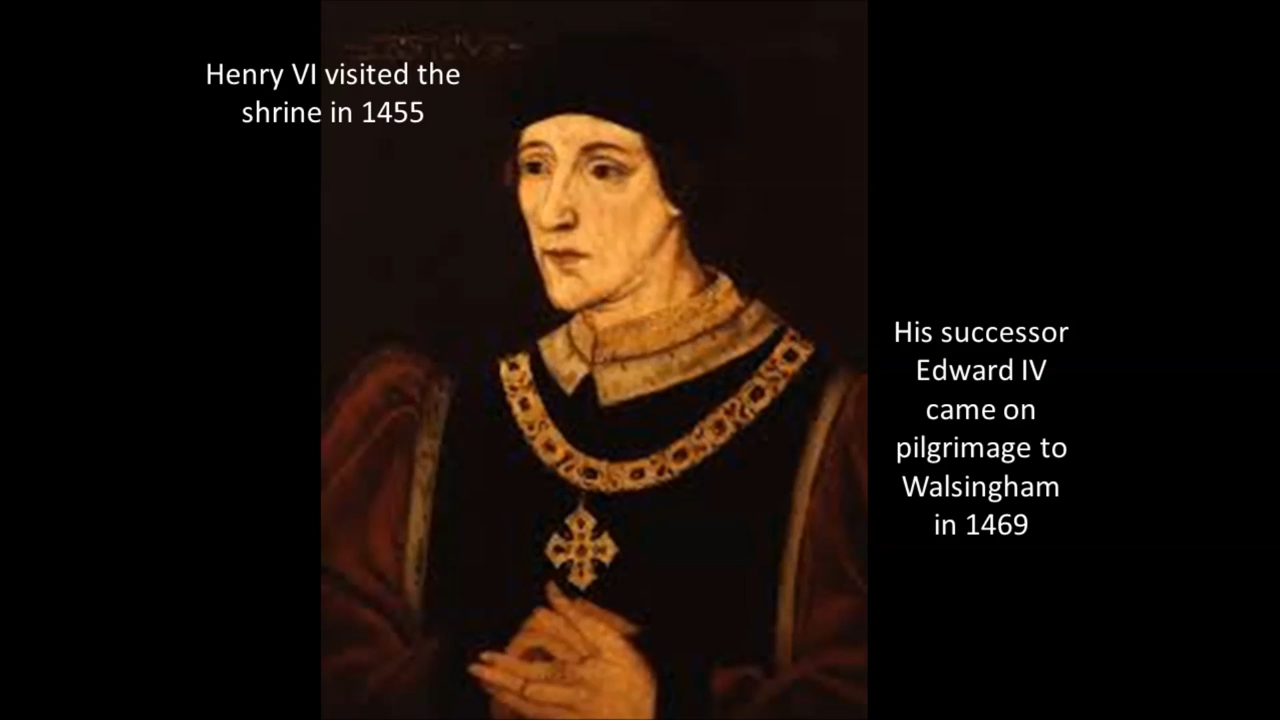 Henry VI visited the
shrine in 1455
His successor
Edward IV
came on
pilgrimage to
Walsingham
in 1469